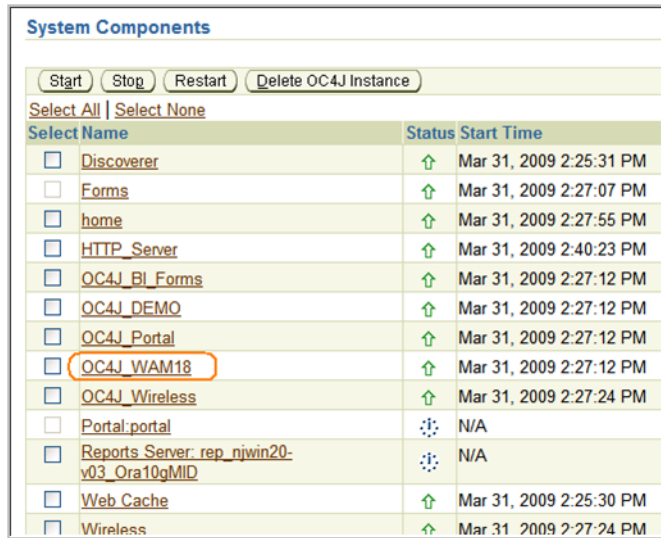 System Components
Start Stop Restart Delete OC4J Instance
Select All | Select None
Select Name Status Start Time
Discoverer Mar 31, 2009 2:25:31 PM
Forms Mar 31, 2009 2:27:07 PM
home Mar 31, 2009 2:27:55 PM
HTTP_Server Mar 31, 2009 2:40:23 PM
OC4J_BI_Forms Mar 31, 2009 2:27:12 PM
OC4J_DEMO Mar 31, 2009 2:27:12 PM
OC4J_Portal Mar 31, 2009 2:27:12 PM
OC4J_WAM18 Mar 31, 2009 2:27:12 PM
OC4J_Wireless Mar 31, 2009 2:27:24 PM
Portal:portal N/A
Reports Server: rep_njwin20-
v03_Ora10gMID N/A
Web Cache Mar 31, 2009 2:25:30 PM
Wireless Mar 31, 2009 2:27:24 PM